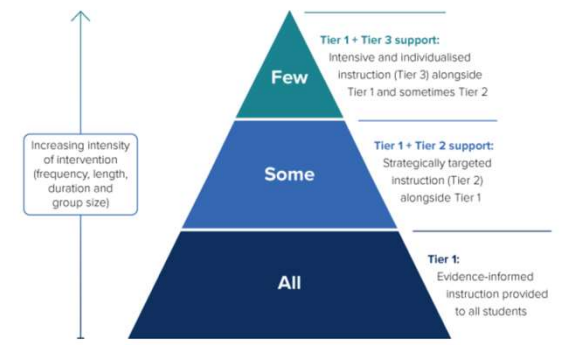 Tier 1 + Tier 3 support:
Intensive and individualised
instruction (Tier 3) alongside
Tier 1 and sometimes Tier 2
Few
Increasing intensity
of intervention
(frequency, length,
duration and
group size)
Tier 1 + Tier 2 support:
Strategically targeted
instruction (Tier 2)
alongside Tier 1
Some
Tier 1:
Evidence-informed
instruction provided
to all students
All